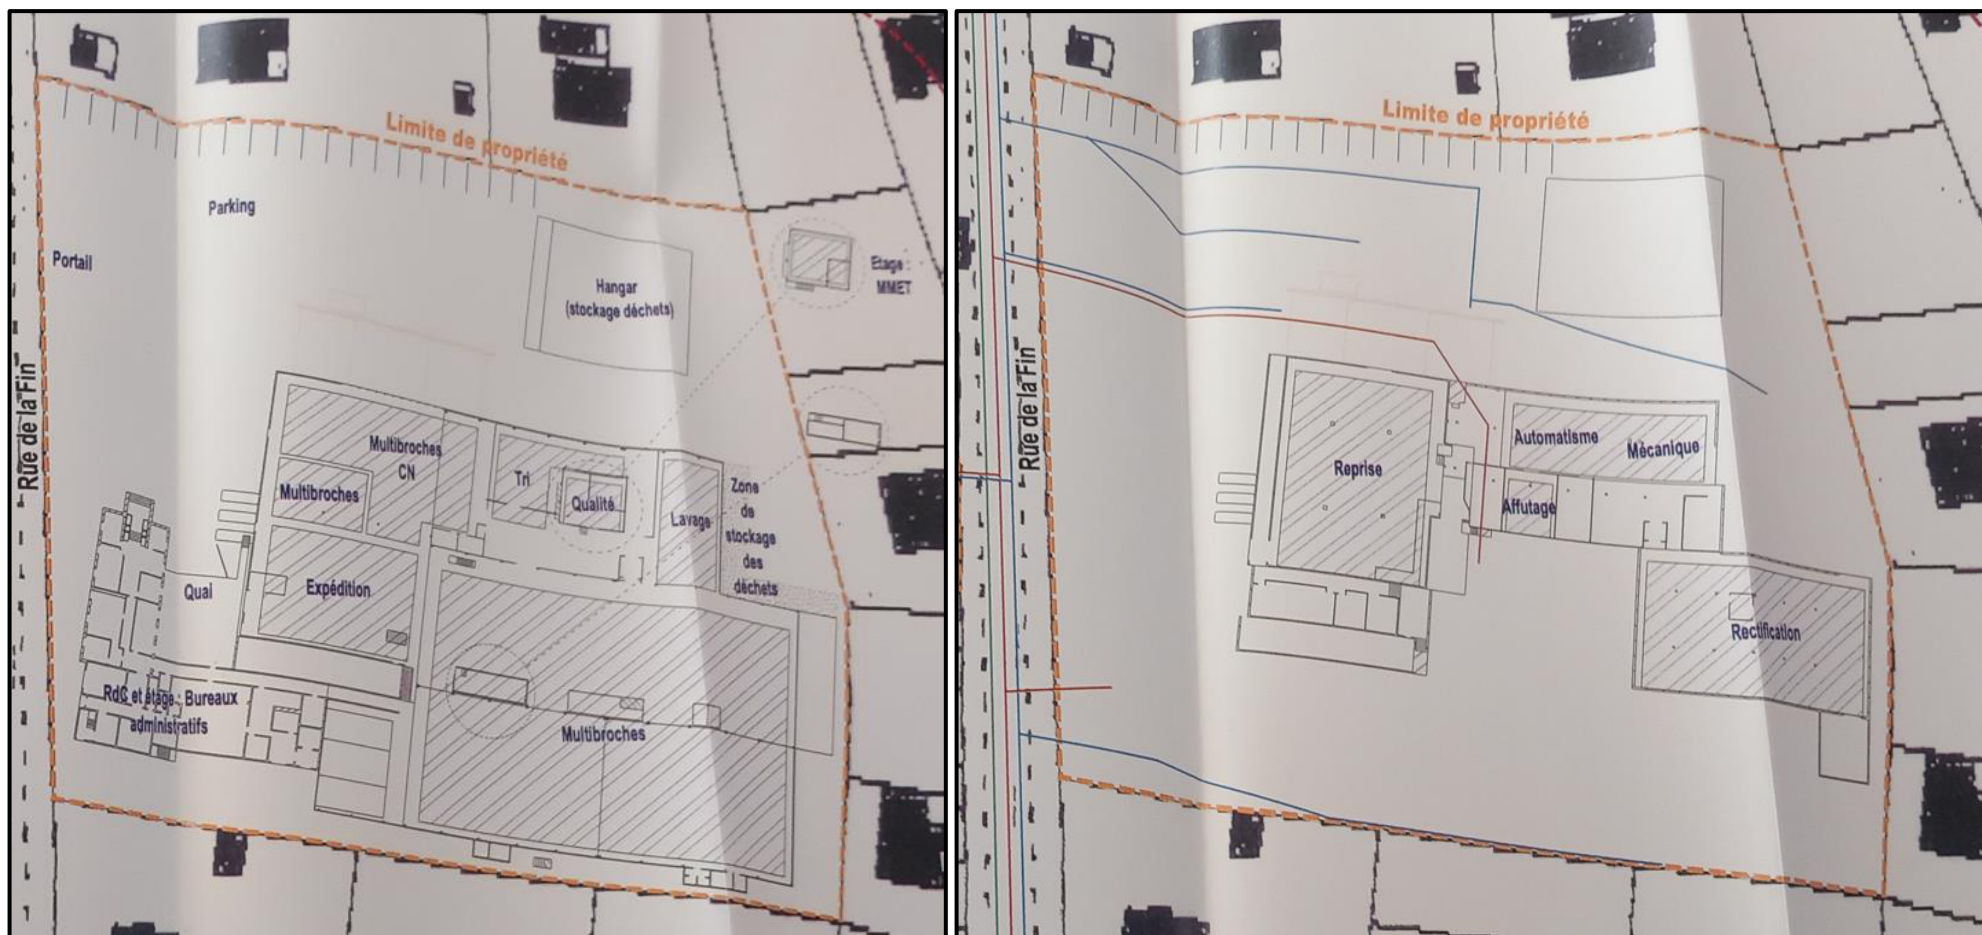 Limite de propriété
Parking
Portail
Etage :
MMET
Hangar
(stockage déchets)
Rue de la Fin
Multibroches
CN
Tri
Multibroches
Qualité
Lavage
Zone
de
stockage
des
déchets
Quai
Expédition
RdC et étage : Bureaux
administratifs
Multibroches
Limite de propriété
Rue de la Fin
Automatisme
Mécanique
Reprise
Affutage
Rectification